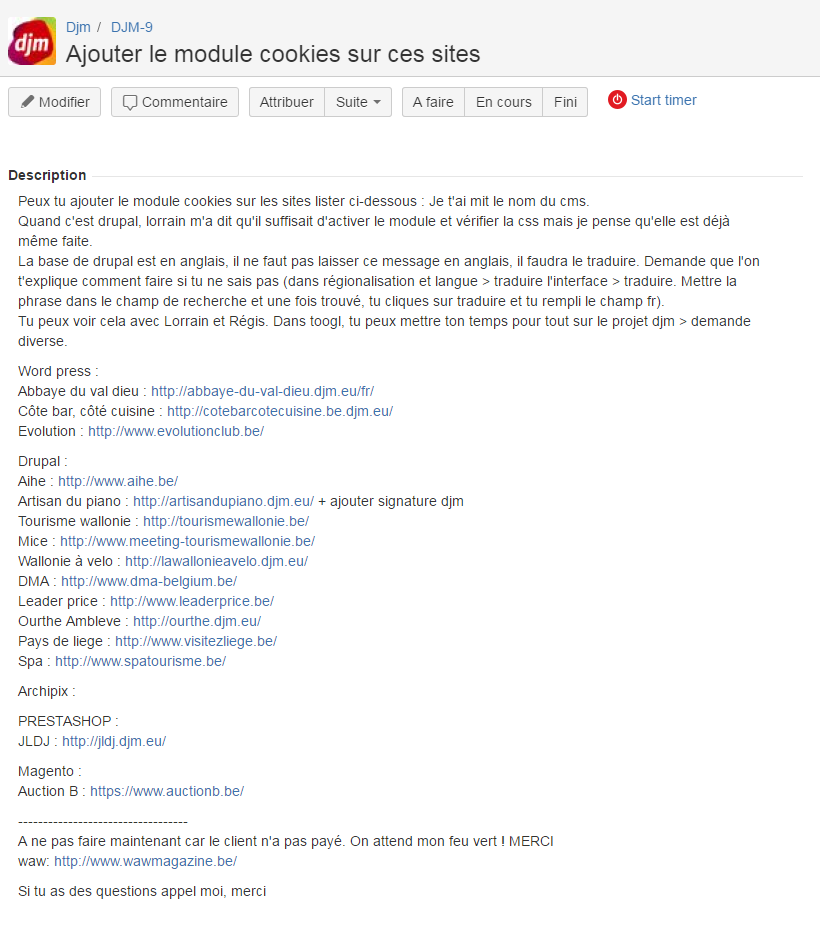 djm
Djm / DJM-9
Ajouter le module cookies sur ces sites
Modifier Commentaire Attribuer Suite A faire En cours Fini Start timer
Description
Peux tu ajouter le module cookies sur les sites lister ci-dessous : Je t'ai mit le nom du cms.
Quand c'est drupal, lorrain m'a dit qu'il suffisait d'activer le module et vérifier la css mais je pense qu'elle est déjà
même faite.
La base de drupal est en anglais, il ne faut pas laisser ce message en anglais, il faudra le traduire. Demande que l'on
t'explique comment faire si tu ne sais pas (dans régionalisation et langue > traduire l'interface > traduire. Mettre la
phrase dans le champ de recherche et une fois trouvé, tu cliques sur traduire et tu rempli le champ fr).
Tu peux voir cela avec Lorrain et Régis. Dans toogl, tu peux mettre ton temps pour tout sur le projet djm > demande
diverse.
Word press :
Abbaye du val dieu : http://abbaye-du-val-dieu.djm.eu/fr/
Côte bar, côté cuisine : http://cotebarcotecuisine.be.djm.eu/
Evolution : http://www.evolutionclub.be/
Drupal :
Aihe : http://www.aihe.be/
Artisan du piano : http://artisandupiano.djm.eu/ + ajouter signature djm
Tourisme wallonie : http://tourismewallonie.be/
Mice : http://www.meeting-tourismewallonie.be/
Wallonie à velo : http://lawallonieavelo.djm.eu/
DMA : http://www.dma-belgium.be/
Leader price : http://www.leaderprice.be/
Ourthe Ambleve : http://ourthe.djm.eu/
Pays de liege : http://www.visitezliege.be/
Spa : http://www.spatourisme.be/
Archipix :
PRESTASHOP :
JLDJ : http://jldj.djm.eu/
Magento :
Auction B : https://www.auctionb.be/
----------------------------------
A ne pas faire maintenant car le client n'a pas payé. On attend mon feu vert ! MERCI
waw: http://www.wawmagazine.be/
Si tu as des questions appel moi, merci